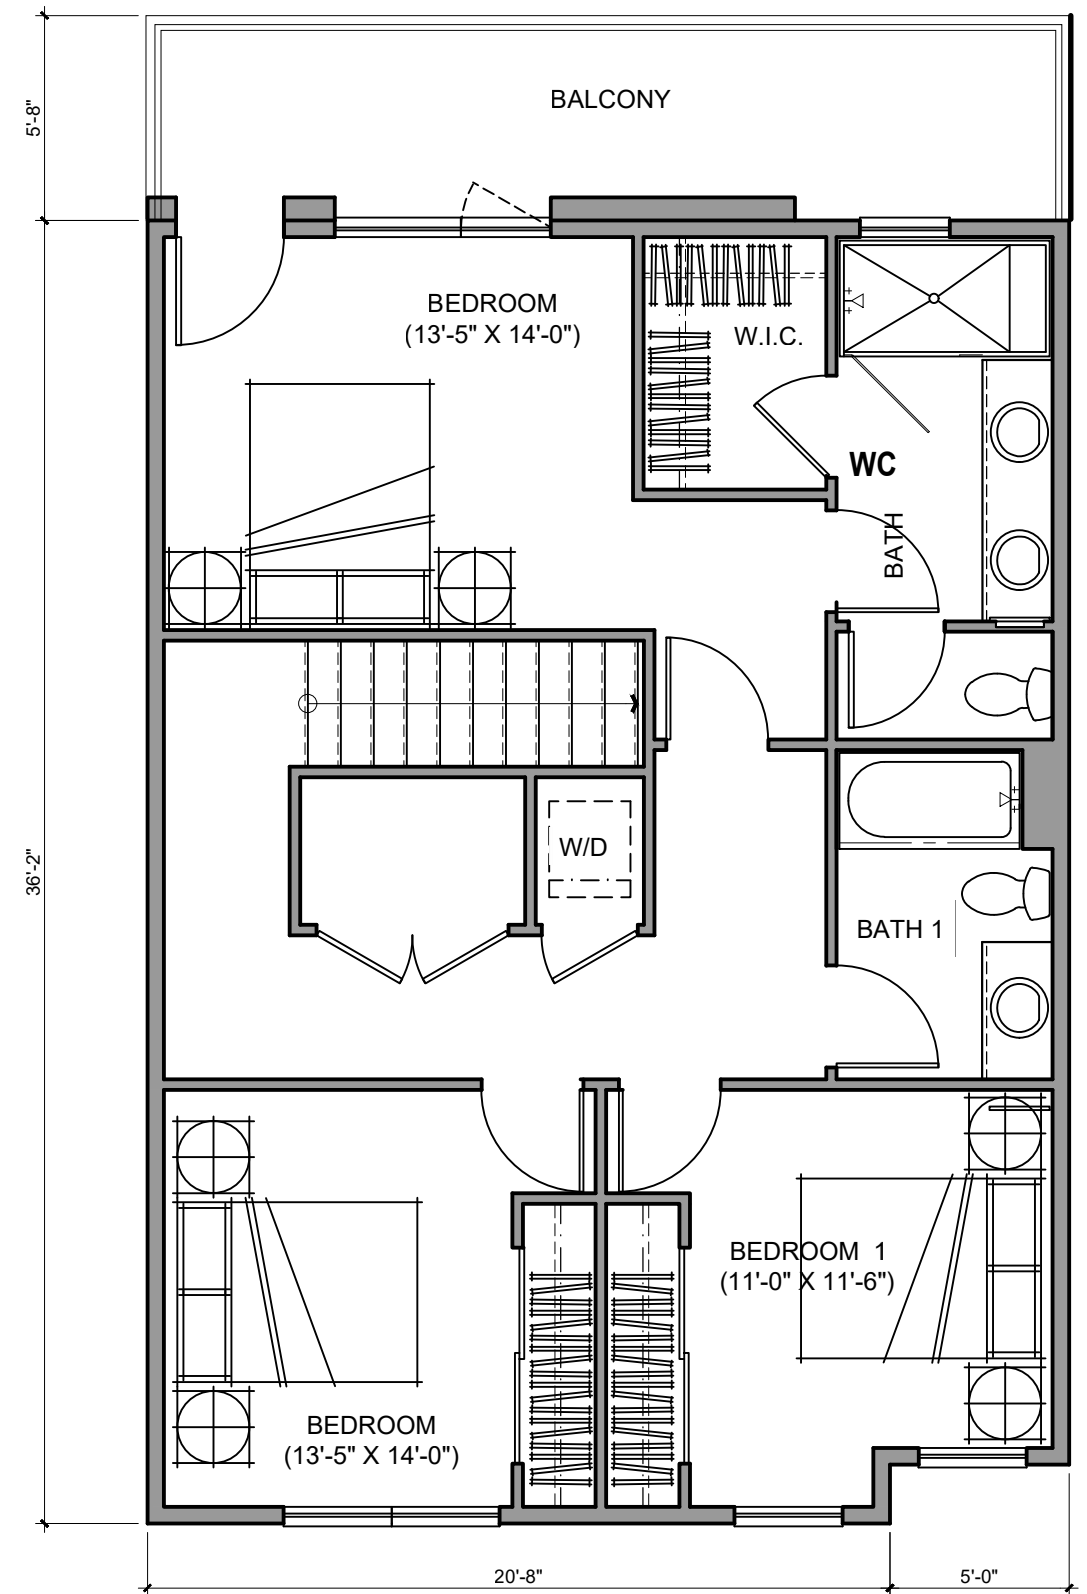 BALCONY
5'-8"
BEDROOM
(13'-5" X 14'-0")
W.I.C.
WC
BATH
36'-2"
W/D
BATH 1
BEDROOM 1
(11'-0" X 11'-6")
BEDROOM
(13'-5" X 14'-0")
20'-8"
5'-0"